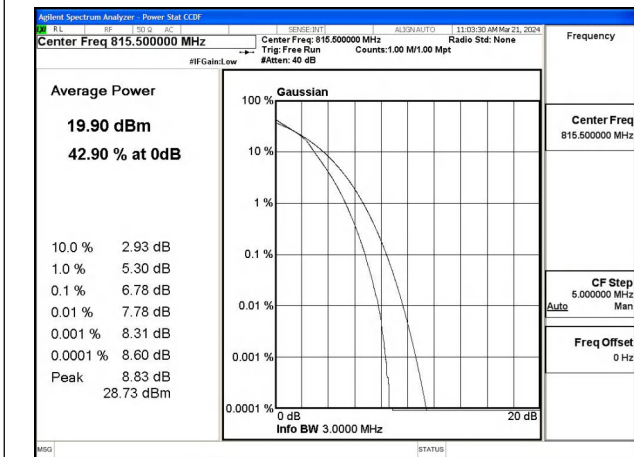 Agilent Spectrum Analyzer - Power Stat CCDF
RL RF 50 Ω AC SENSE:INT ALIGN AUTO 11:03:30 AM Mar 21, 2024
Center Freq 815.500000 MHz
Center Freq: 815.500000 MHz Radio Std: None
Trig: Free Run Counts:1.00 M/1.00 Mpt
#IFGain:Low #Atten: 40 dB
Frequency
Average Power
19.90 dBm
42.90 % at 0dB
10.0 % 2.93 dB
1.0 % 5.30 dB
0.1 % 6.78 dB
0.01 % 7.78 dB
0.001 % 8.31 dB
0.0001 % 8.60 dB
Peak 8.83 dB
28.73 dBm
Gaussian
100 %
10 %
1 %
0.1 %
0.01 %
0.001 %
0.0001 %
0 dB 20 dB
Info BW 3.0000 MHz
Center Freq
815.500000 MHz
CF Step
5.000000 MHz
Auto Man
Freq Offset
0 Hz
MSG STATUS